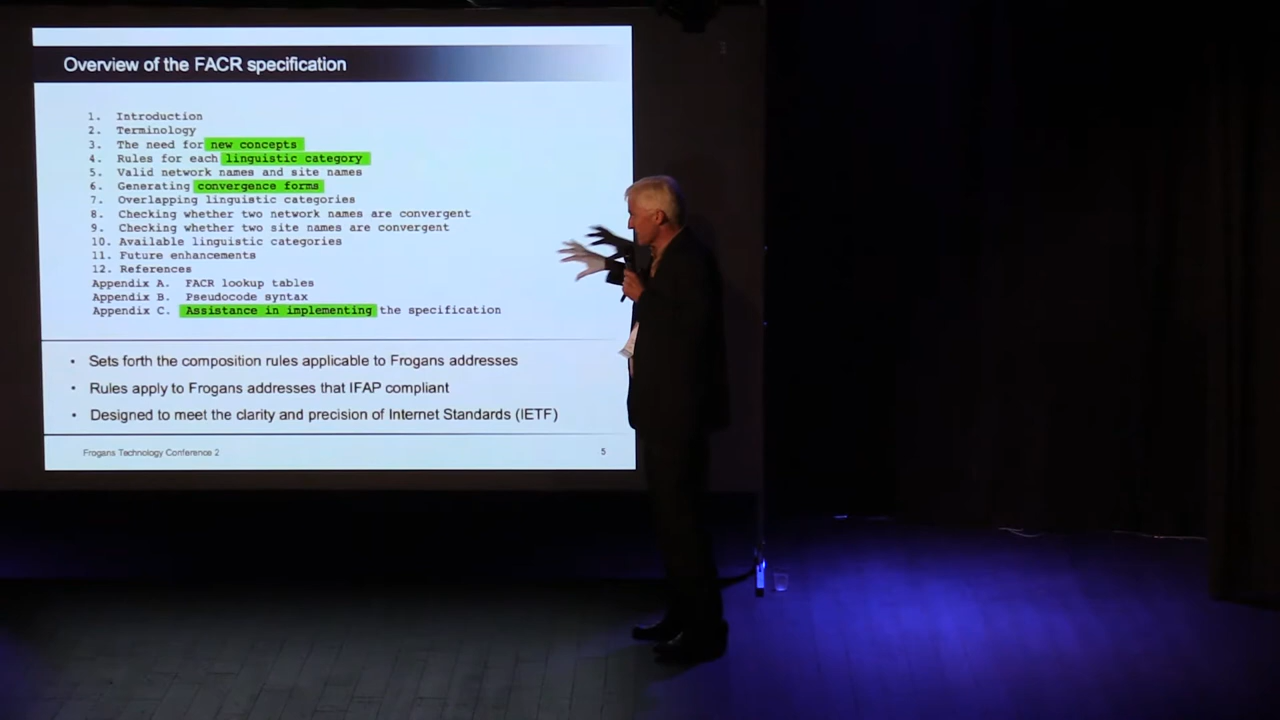 Overview of the FACR specification
1. Introduction
2. Terminology
3. The need for new concepts
4. Rules for each linguistic category
5. Valid network names and site names
6. Generating convergence forms
7. Overlapping linguistic categories
8. Checking whether two network names are convergent
9. Checking whether two site names are convergent
10. Available linguistic categories
11. Future enhancements
12. References
Appendix A. FACR lookup tables
Appendix B. Pseudocode syntax
Appendix C. Assistance in implementing the specification
• Sets forth the composition rules applicable to Frogans addresses
• Rules apply to Frogans addresses that IFAP compliant
• Designed to meet the clarity and precision of Internet Standards (IETF)
Frogans Technology Conference 2 5